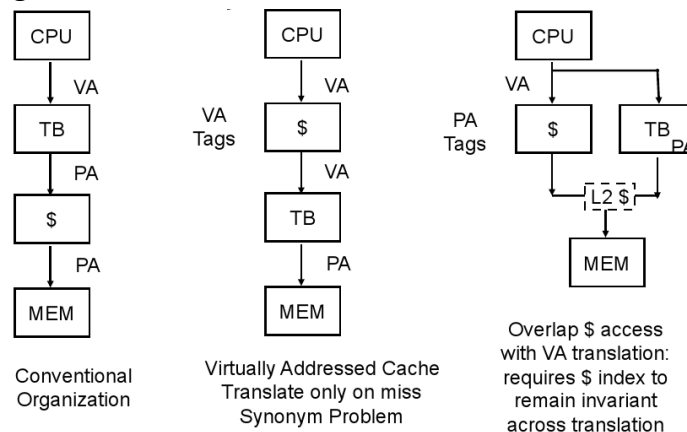 CPU
VA
TB
PA
$
PA
MEM
Conventional
Organization
CPU
VA
VA
Tags
$
VA
TB
PA
MEM
Virtually Addressed Cache
Translate only on miss
Synonym Problem
CPU
VA
PA
Tags
$
TB
PA
L2 $
MEM
Overlap $ access
with VA translation:
requires $ index to
remain invariant
across translation